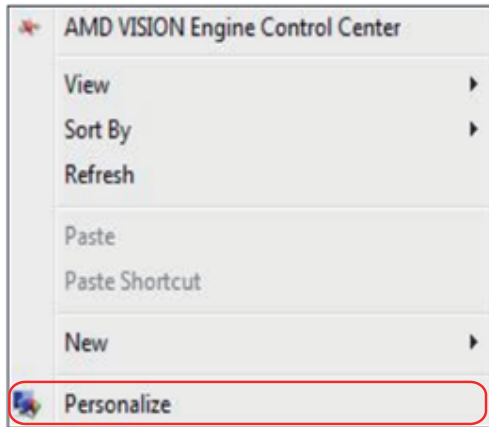 AMD VISION Engine Control Center
View
Sort By
Refresh
Paste
Paste Shortcut
New
Personalize